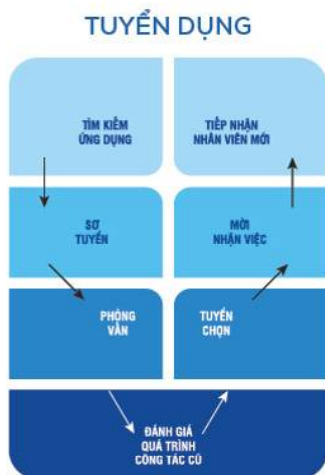 TUYỂN DỤNG
TÌM KIẾM
ỨNG DỤNG
TIẾP NHẬN
NHÂN VIÊN MỚI
SƠ
TUYỂN
MỜI
NHẬN VIỆC
PHỎNG
VẤN
TUYỂN
CHỌN
ĐÁNH GIÁ
QUÁ TRÌNH
CÔNG TÁC CŨ